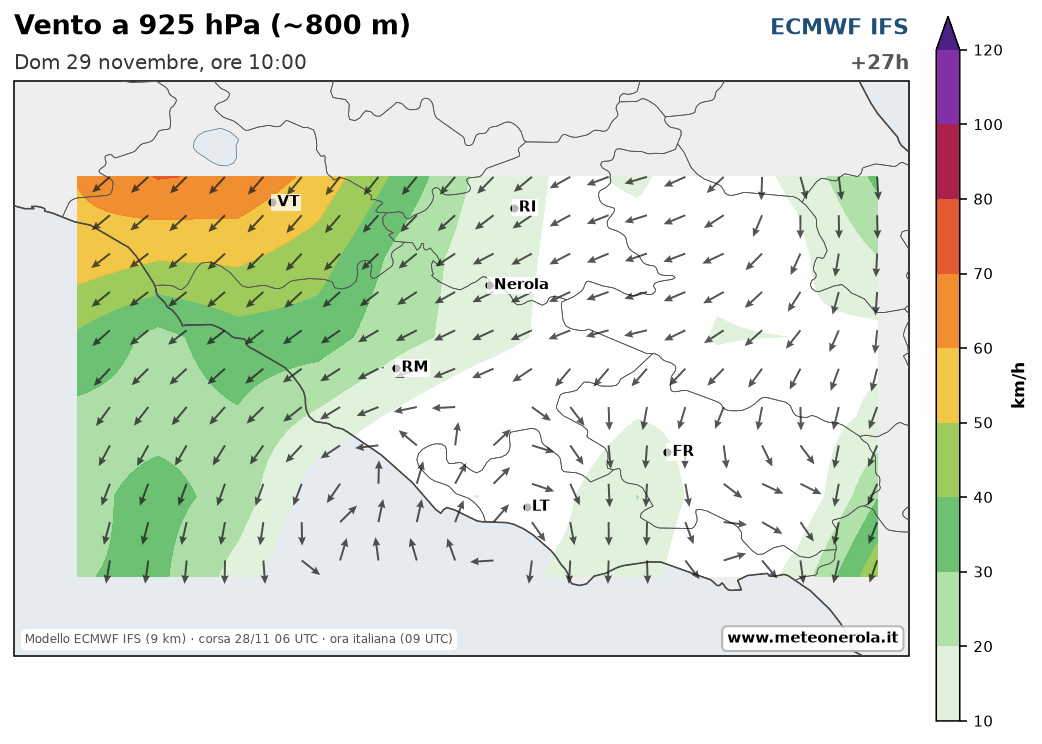 Vento a 925 hPa (~800 m)
ECMWF IFS
Dom 29 novembre, ore 10:00
+27h
VT
RI
Nerola
RM
FR
LT
120
100
80
70
60
50
40
30
20
10
km/h
Modello ECMWF IFS (9 km) · corsa 28/11 06 UTC · ora italiana (09 UTC)
www.meteonerola.it